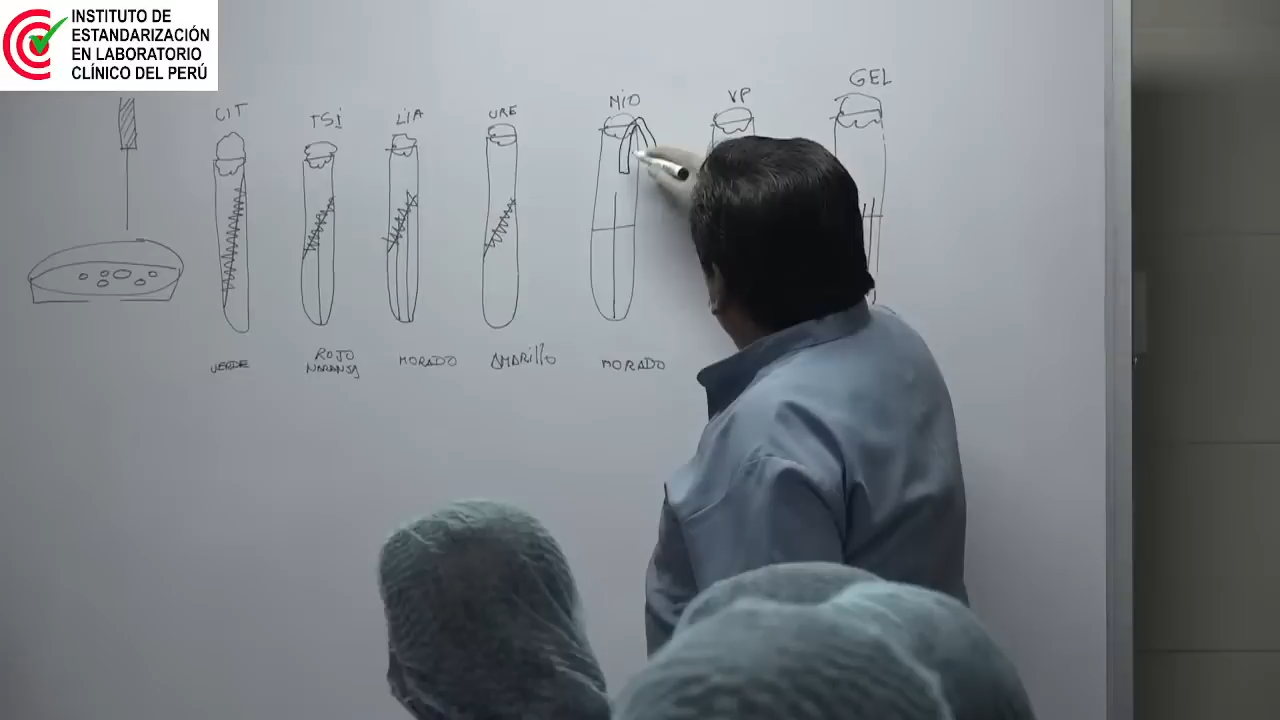 INSTITUTO DE
ESTANDARIZACIÓN
EN LABORATORIO
CLÍNICO DEL PERÚ
CIT TSI LIA URE MIO VP GEL
VERDE ROJO NARANJA MORADO AMARILLO MORADO